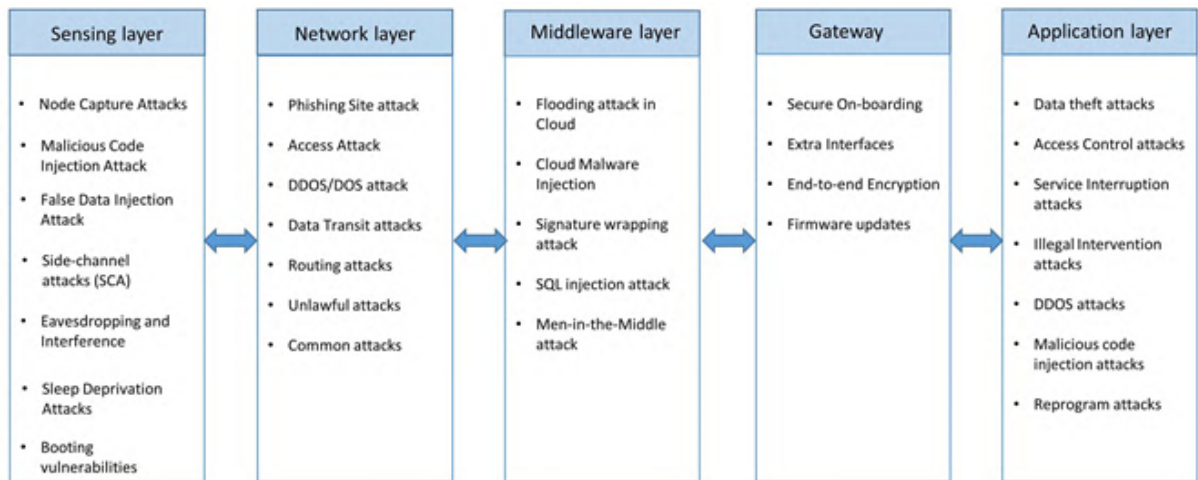 Sensing layer
Node Capture Attacks
Malicious Code
Injection Attack
False Data Injection
Attack
Side-channel
attacks (SCA)
Eavesdropping and
Interference
Sleep Deprivation
Attacks
Booting
vulnerabilities
Network layer
Phishing Site attack
Access Attack
DDOS/DOS attack
Data Transit attacks
Routing attacks
Unlawful attacks
Common attacks
Middleware layer
Flooding attack in
Cloud
Cloud Malware
Injection
Signature wrapping
attack
SQL injection attack
Men-in-the-Middle
attack
Gateway
Secure On-boarding
Extra Interfaces
End-to-end Encryption
Firmware updates
Application layer
Data theft attacks
Access Control attacks
Service Interruption
attacks
Illegal Intervention
attacks
DDOS attacks
Malicious code
injection attacks
Reprogram attacks